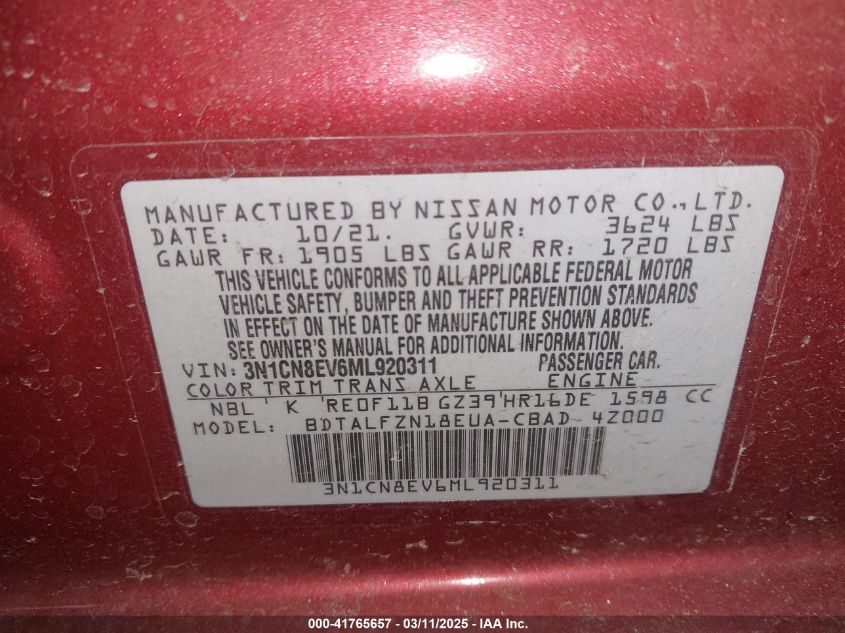 MANUFACTURED BY NISSAN MOTOR CO., LTD.
DATE: 10/21. GVWR: 3624 LBS
GAWR FR: 1905 LBS GAWR RR: 1720 LBS
THIS VEHICLE CONFORMS TO ALL APPLICABLE FEDERAL MOTOR
VEHICLE SAFETY, BUMPER AND THEFT PREVENTION STANDARDS
IN EFFECT ON THE DATE OF MANUFACTURE SHOWN ABOVE.
SEE OWNER'S MANUAL FOR ADDITIONAL INFORMATION
VIN: 3N1CN8EV6ML920311 PASSENGER CAR.
COLOR TRIM TRANS AXLE ENGINE
NBL K RE0F11B GZ39 HR16DE 1598 CC
MODEL: BDTALFZN18EUA-CBAD 4Z000
3N1CN8EV6ML920311
000-41765657 - 03/11/2025 - IAA Inc.